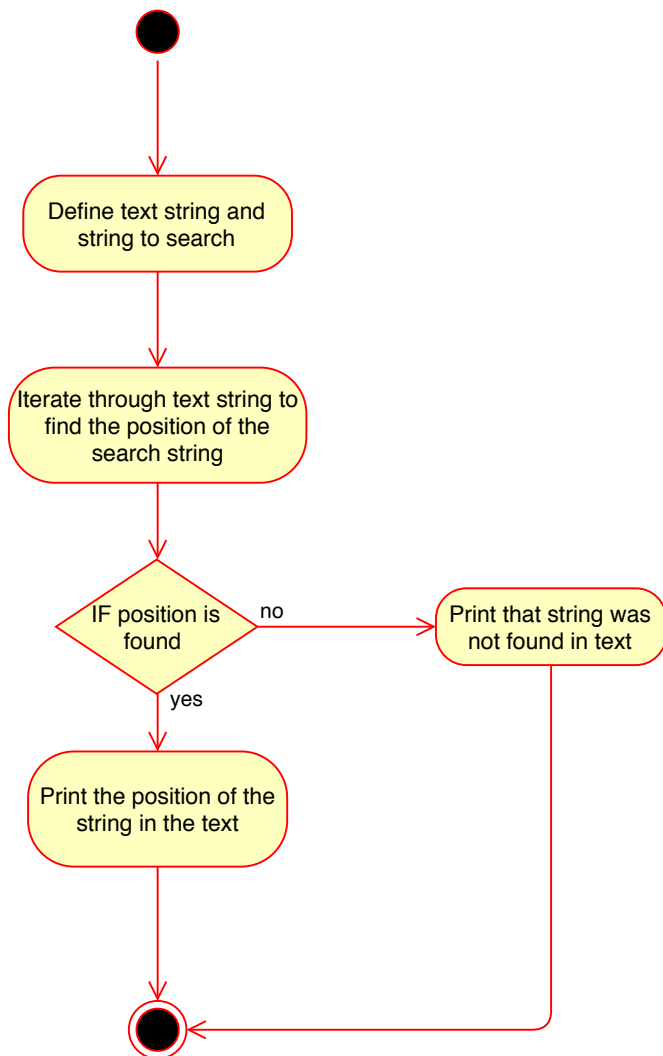 Define text string and
string to search
Iterate through text string to
find the position of the
search string
IF position is
found
no
Print that string was
not found in text
yes
Print the position of the
string in the text